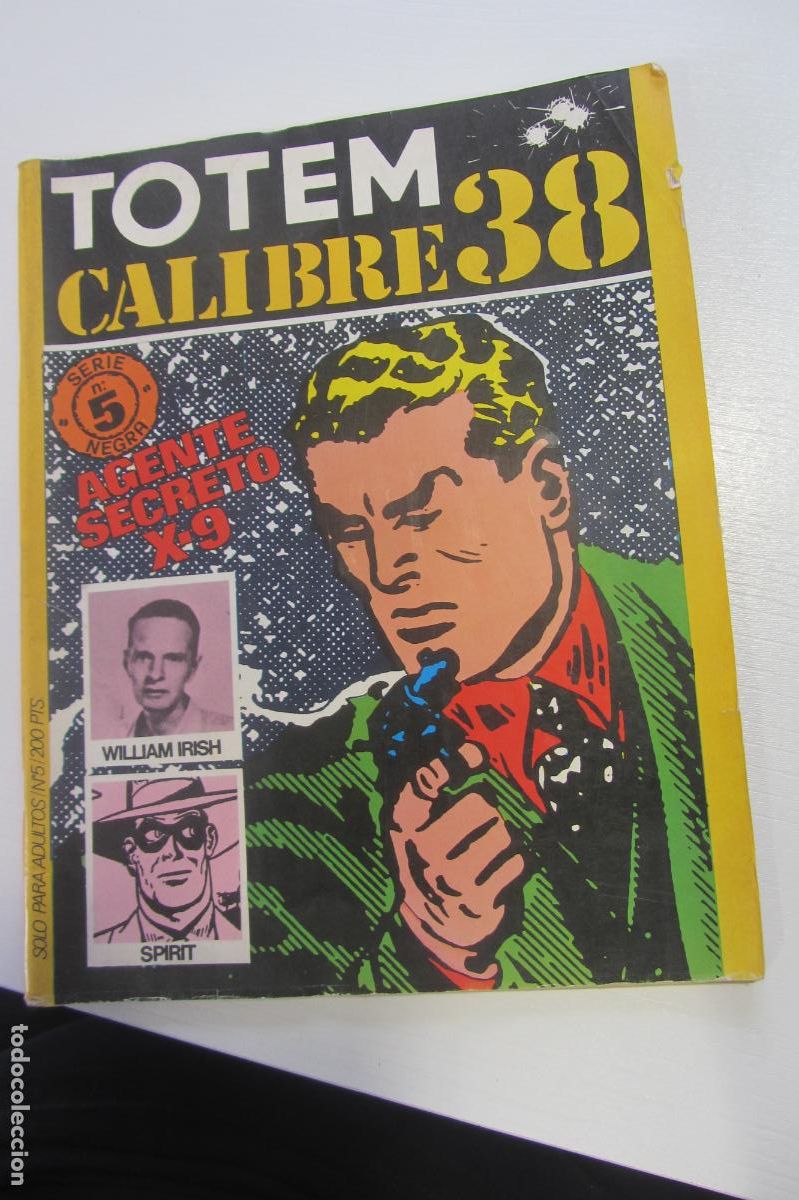 TOTEM
CALIBRE 38
"SERIE
n:
5
NEGRA"
AGENTE
SECRETO
X-9
WILLIAM IRISH
SPIRIT
SOLO PARA ADULTOS/Nº5/200 PTS
todocoleccion